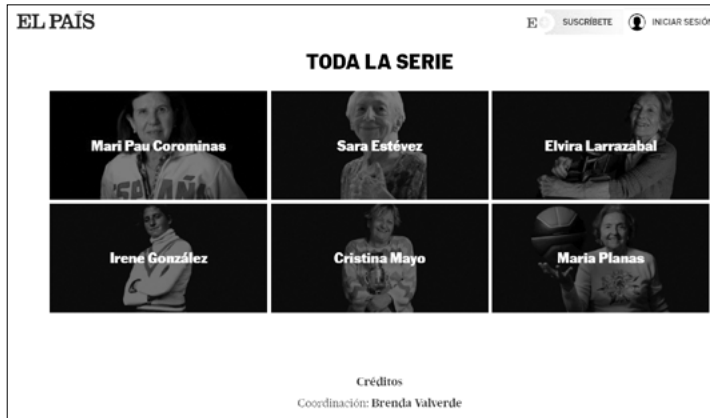 EL PAÍS
E SUSCRÍBETE INICIAR SESIÓN
TODA LA SERIE
Mari Pau Corominas Sara Estévez Elvira Larrazabal
ESPAÑA
Irene González Cristina Mayo Maria Planas
Créditos
Coordinación: Brenda Valverde